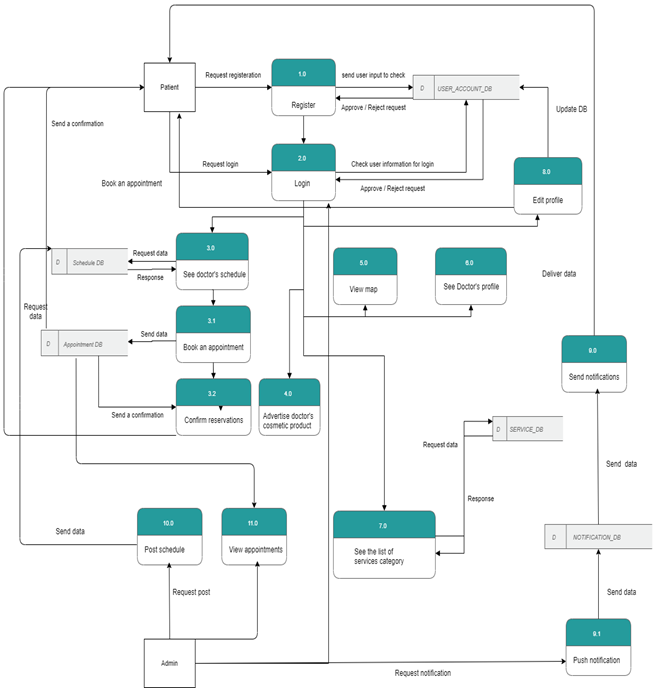 1.0
Request registeration
send user input to check
Patient
D USER_ACCOUNT_DB
Register
Approve / Reject request
Update DB
Send a confirmation
2.0
Request login
Check user information for login
8.0
Book an appointment
Login
Approve / Reject request
Edit profile
3.0
Request data
5.0
6.0
D Schedule DB
Response
See doctor's schedule
View map
See Doctor's profile
Deliver data
Request
data
3.1
Send data
D Appointment DB
Book an appointment
9.0
Send notifications
3.2
4.0
Send a confirmation
Confirm reservations
Advertise doctor's
cosmetic product
D SERVICE_DB
Request data
Send data
Response
10.0
11.0
7.0
Send data
Post schedule
View appointments
See the list of
services category
D NOTIFICATION_DB
Request post
Send data
9.1
Admin
Push notification
Request notification